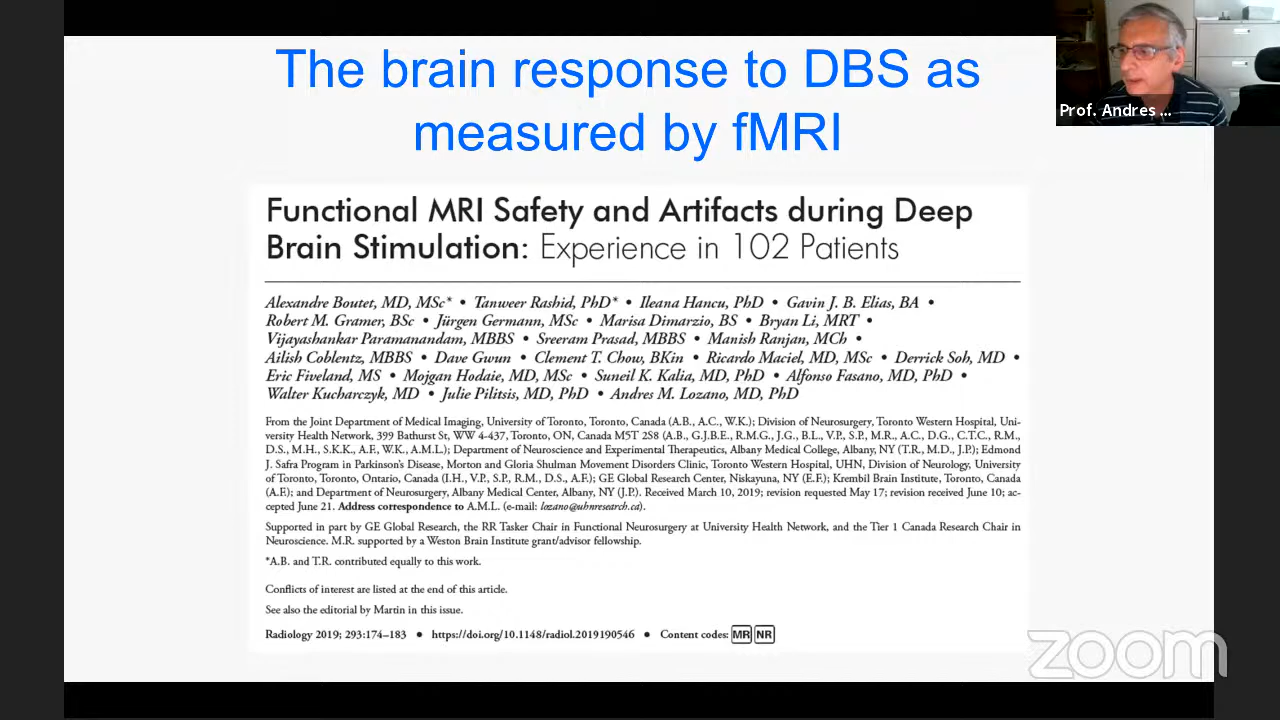 The brain response to DBS as
measured by fMRI
Prof. Andres ...
Functional MRI Safety and Artifacts during Deep
Brain Stimulation: Experience in 102 Patients
Alexandre Boutet, MD, MSc* • Tanweer Rashid, PhD* • Ileana Hancu, PhD • Gavin J. B. Elias, BA •
Robert M. Gramer, BSc • Jürgen Germann, MSc • Marisa Dimarzio, BS • Bryan Li, MRT •
Vijayashankar Paramanandam, MBBS • Sreeram Prasad, MBBS • Manish Ranjan, MCh •
Ailish Coblentz, MBBS • Dave Gwun • Clement T. Chow, BKin • Ricardo Maciel, MD, MSc • Derrick Soh, MD •
Eric Fiveland, MS • Mojgan Hodaie, MD, MSc • Suneil K. Kalia, MD, PhD • Alfonso Fasano, MD, PhD •
Walter Kucharczyk, MD • Julie Pilitsis, MD, PhD • Andres M. Lozano, MD, PhD
From the Joint Department of Medical Imaging, University of Toronto, Toronto, Canada (A.B., A.C., W.K.); Division of Neurosurgery, Toronto Western Hospital, Uni-
versity Health Network, 399 Bathurst St, WW 4-437, Toronto, ON, Canada M5T 2S8 (A.B., G.J.B.E., R.M.G., J.G., B.L., V.P., S.P., M.R., A.C., D.G., C.T.C., R.M.,
D.S., M.H., S.K.K., A.F., W.K., A.M.L.); Department of Neuroscience and Experimental Therapeutics, Albany Medical College, Albany, NY (T.R., M.D., J.P.); Edmond
J. Safra Program in Parkinson's Disease, Morton and Gloria Shulman Movement Disorders Clinic, Toronto Western Hospital, UHN, Division of Neurology, University
of Toronto, Toronto, Ontario, Canada (I.H., V.P., S.P., R.M., D.S., A.F.); GE Global Research Center, Niskayuna, NY (E.F.); Krembil Brain Institute, Toronto, Canada
(A.F.); and Department of Neurosurgery, Albany Medical Center, Albany, NY (J.P.). Received March 10, 2019; revision requested May 17; revision received June 10; ac-
cepted June 21. Address correspondence to A.M.L. (e-mail: lozano@uhnresearch.ca).
Supported in part by GE Global Research, the RR Tasker Chair in Functional Neurosurgery at University Health Network, and the Tier 1 Canada Research Chair in
Neuroscience. M.R. supported by a Weston Brain Institute grant/advisor fellowship.
*A.B. and T.R. contributed equally to this work.
Conflicts of interest are listed at the end of this article.
See also the editorial by Martin in this issue.
Radiology 2019; 293:174–183 • https://doi.org/10.1148/radiol.2019190546 • Content codes: MR NR
zoom